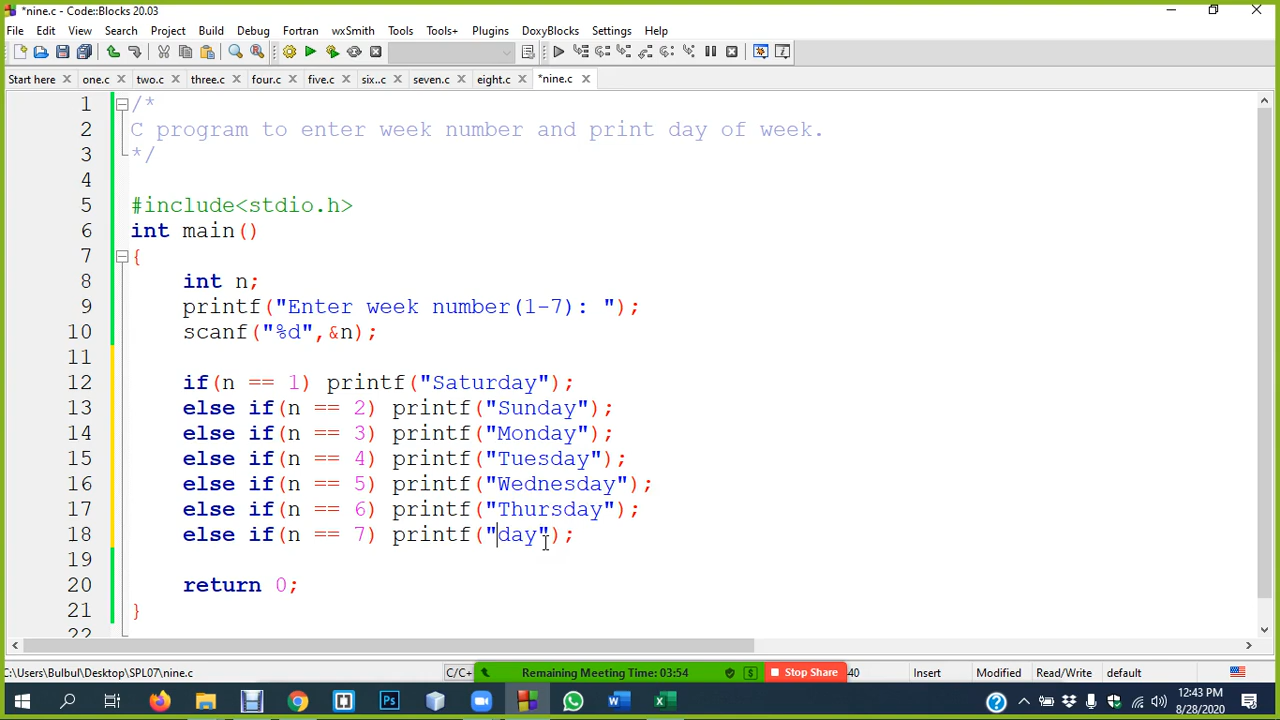 *nine.c - Code::Blocks 20.03
File Edit View Search Project Build Debug Fortran wxSmith Tools Tools+ Plugins DoxyBlocks Settings Help
Start here one.c two.c three.c four.c five.c six..c seven.c eight.c *nine.c
1 /*
2 C program to enter week number and print day of week.
3 */
4
5 #include<stdio.h>
6 int main()
7 {
8 int n;
9 printf("Enter week number(1-7): ");
10 scanf("%d",&n);
11
12 if(n == 1) printf("Saturday");
13 else if(n == 2) printf("Sunday");
14 else if(n == 3) printf("Monday");
15 else if(n == 4) printf("Tuesday");
16 else if(n == 5) printf("Wednesday");
17 else if(n == 6) printf("Thursday");
18 else if(n == 7) printf("day");
19
20 return 0;
21 }
22
C:\Users\Bulbul\Desktop\SPL07\nine.c C/C+ Remaining Meeting Time: 03:54 Stop Share 40 Insert Modified Read/Write default
12:43 PM
8/28/2020